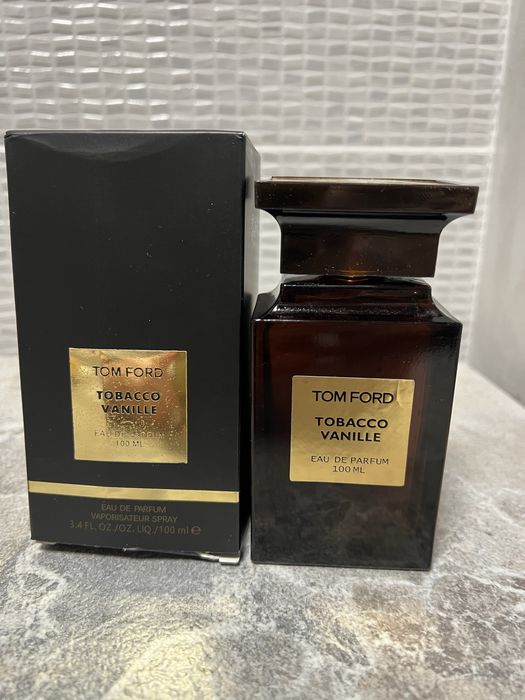 TOM FORD
TOBACCO
VANILLE
EAU DE PARFUM
100 ML
EAU DE PARFUM
VAPORISATEUR SPRAY
3.4 FL. OZ./OZ. LIQ./100 ml e
TOM FORD
TOBACCO
VANILLE
EAU DE PARFUM
100 ML